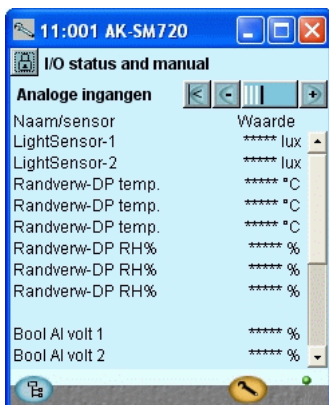 11:001 AK-SM720
I/O status and manual
Analoge ingangen
Naam/sensor Waarde
LightSensor-1 ***** lux
LightSensor-2 ***** lux
Randverw-DP temp. ***** °C
Randverw-DP temp. ***** °C
Randverw-DP temp. ***** °C
Randverw-DP RH% ***** %
Randverw-DP RH% ***** %
Randverw-DP RH% ***** %
Bool AI volt 1 ***** %
Bool AI volt 2 ***** %